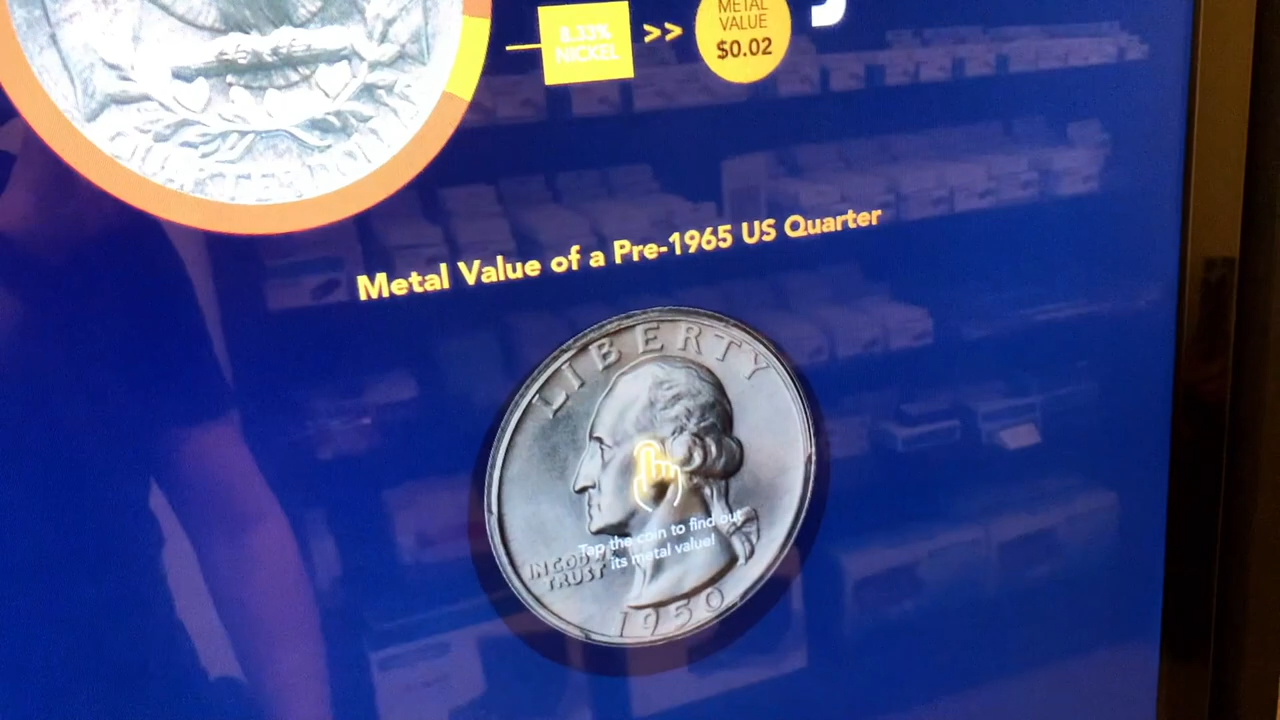 METAL
VALUE
$0.02
8.33%
NICKEL
>>
Metal Value of a Pre-1965 US Quarter
LIBERTY
Tap the coin to find out
its metal value!
IN GOD WE
TRUST
1950